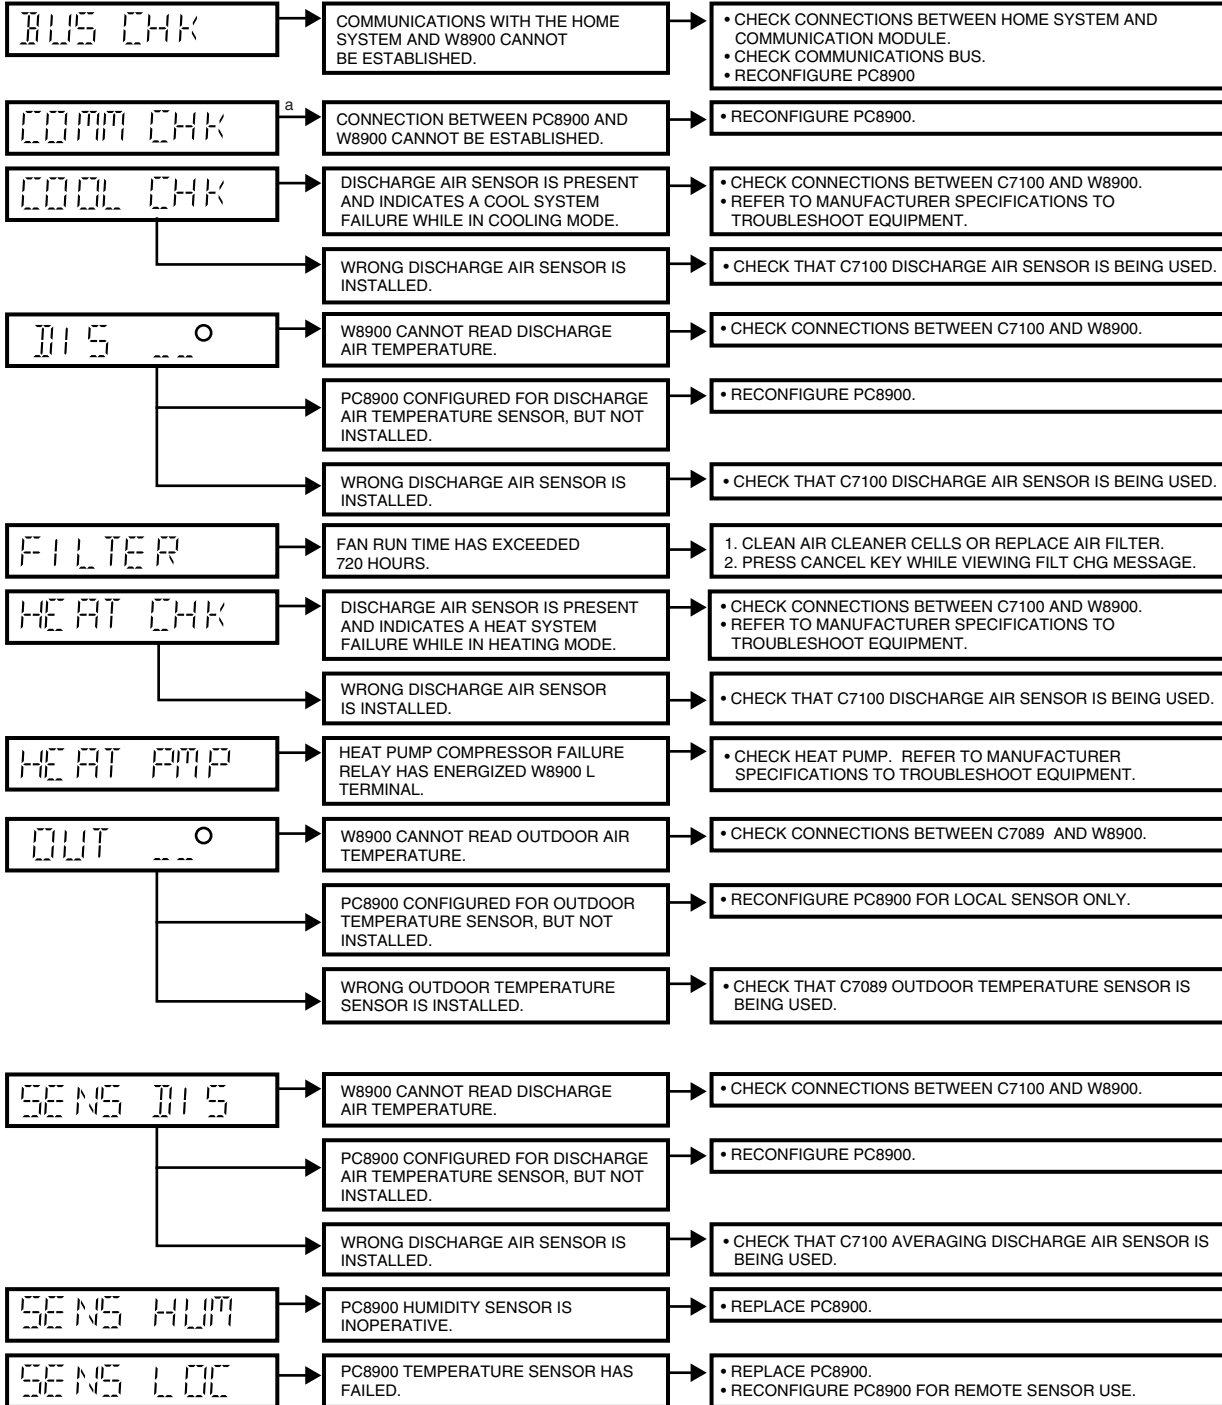 BUS CHK
COMMUNICATIONS WITH THE HOME
SYSTEM AND W8900 CANNOT
BE ESTABLISHED.
• CHECK CONNECTIONS BETWEEN HOME SYSTEM AND
COMMUNICATION MODULE.
• CHECK COMMUNICATIONS BUS.
• RECONFIGURE PC8900
COMM CHK
a
CONNECTION BETWEEN PC8900 AND
W8900 CANNOT BE ESTABLISHED.
• RECONFIGURE PC8900.
COOL CHK
DISCHARGE AIR SENSOR IS PRESENT
AND INDICATES A COOL SYSTEM
FAILURE WHILE IN COOLING MODE.
• CHECK CONNECTIONS BETWEEN C7100 AND W8900.
• REFER TO MANUFACTURER SPECIFICATIONS TO
TROUBLESHOOT EQUIPMENT.
WRONG DISCHARGE AIR SENSOR IS
INSTALLED.
• CHECK THAT C7100 DISCHARGE AIR SENSOR IS BEING USED.
DIS _ _°
W8900 CANNOT READ DISCHARGE
AIR TEMPERATURE.
• CHECK CONNECTIONS BETWEEN C7100 AND W8900.
PC8900 CONFIGURED FOR DISCHARGE
AIR TEMPERATURE SENSOR, BUT NOT
INSTALLED.
• RECONFIGURE PC8900.
WRONG DISCHARGE AIR SENSOR IS
INSTALLED.
• CHECK THAT C7100 DISCHARGE AIR SENSOR IS BEING USED.
FILTER
FAN RUN TIME HAS EXCEEDED
720 HOURS.
1. CLEAN AIR CLEANER CELLS OR REPLACE AIR FILTER.
2. PRESS CANCEL KEY WHILE VIEWING FILT CHG MESSAGE.
HEAT CHK
DISCHARGE AIR SENSOR IS PRESENT
AND INDICATES A HEAT SYSTEM
FAILURE WHILE IN HEATING MODE.
• CHECK CONNECTIONS BETWEEN C7100 AND W8900.
• REFER TO MANUFACTURER SPECIFICATIONS TO
TROUBLESHOOT EQUIPMENT.
WRONG DISCHARGE AIR SENSOR
IS INSTALLED.
• CHECK THAT C7100 DISCHARGE AIR SENSOR IS BEING USED.
HEAT PMP
HEAT PUMP COMPRESSOR FAILURE
RELAY HAS ENERGIZED W8900 L
TERMINAL.
• CHECK HEAT PUMP. REFER TO MANUFACTURER
SPECIFICATIONS TO TROUBLESHOOT EQUIPMENT.
OUT _ _°
W8900 CANNOT READ OUTDOOR AIR
TEMPERATURE.
• CHECK CONNECTIONS BETWEEN C7089 AND W8900.
PC8900 CONFIGURED FOR OUTDOOR
TEMPERATURE SENSOR, BUT NOT
INSTALLED.
• RECONFIGURE PC8900 FOR LOCAL SENSOR ONLY.
WRONG OUTDOOR TEMPERATURE
SENSOR IS INSTALLED.
• CHECK THAT C7089 OUTDOOR TEMPERATURE SENSOR IS
BEING USED.
SENS DIS
W8900 CANNOT READ DISCHARGE
AIR TEMPERATURE.
• CHECK CONNECTIONS BETWEEN C7100 AND W8900.
PC8900 CONFIGURED FOR DISCHARGE
AIR TEMPERATURE SENSOR, BUT NOT
INSTALLED.
• RECONFIGURE PC8900.
WRONG DISCHARGE AIR SENSOR IS
INSTALLED.
• CHECK THAT C7100 AVERAGING DISCHARGE AIR SENSOR IS
BEING USED.
SENS HUM
PC8900 HUMIDITY SENSOR IS
INOPERATIVE.
• REPLACE PC8900.
SENS LOC
PC8900 TEMPERATURE SENSOR HAS
FAILED.
• REPLACE PC8900.
• RECONFIGURE PC8900 FOR REMOTE SENSOR USE.